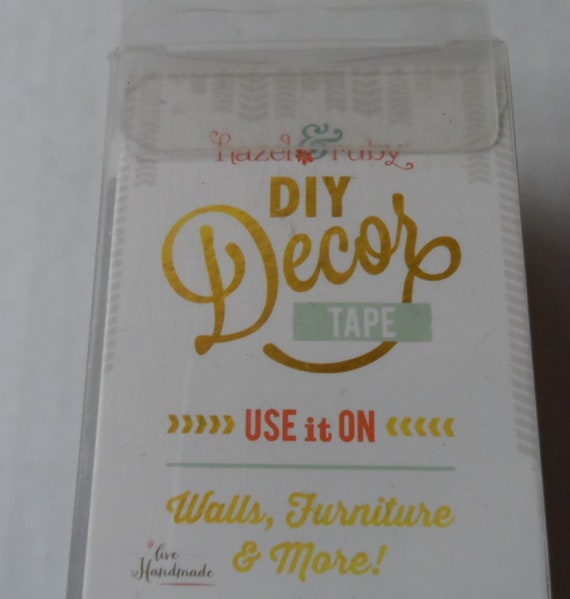 hazel & ruby
DIY
Decor
TAPE
>>>>> USE it ON <<<<<
Walls, Furniture
& More!
live
Handmade